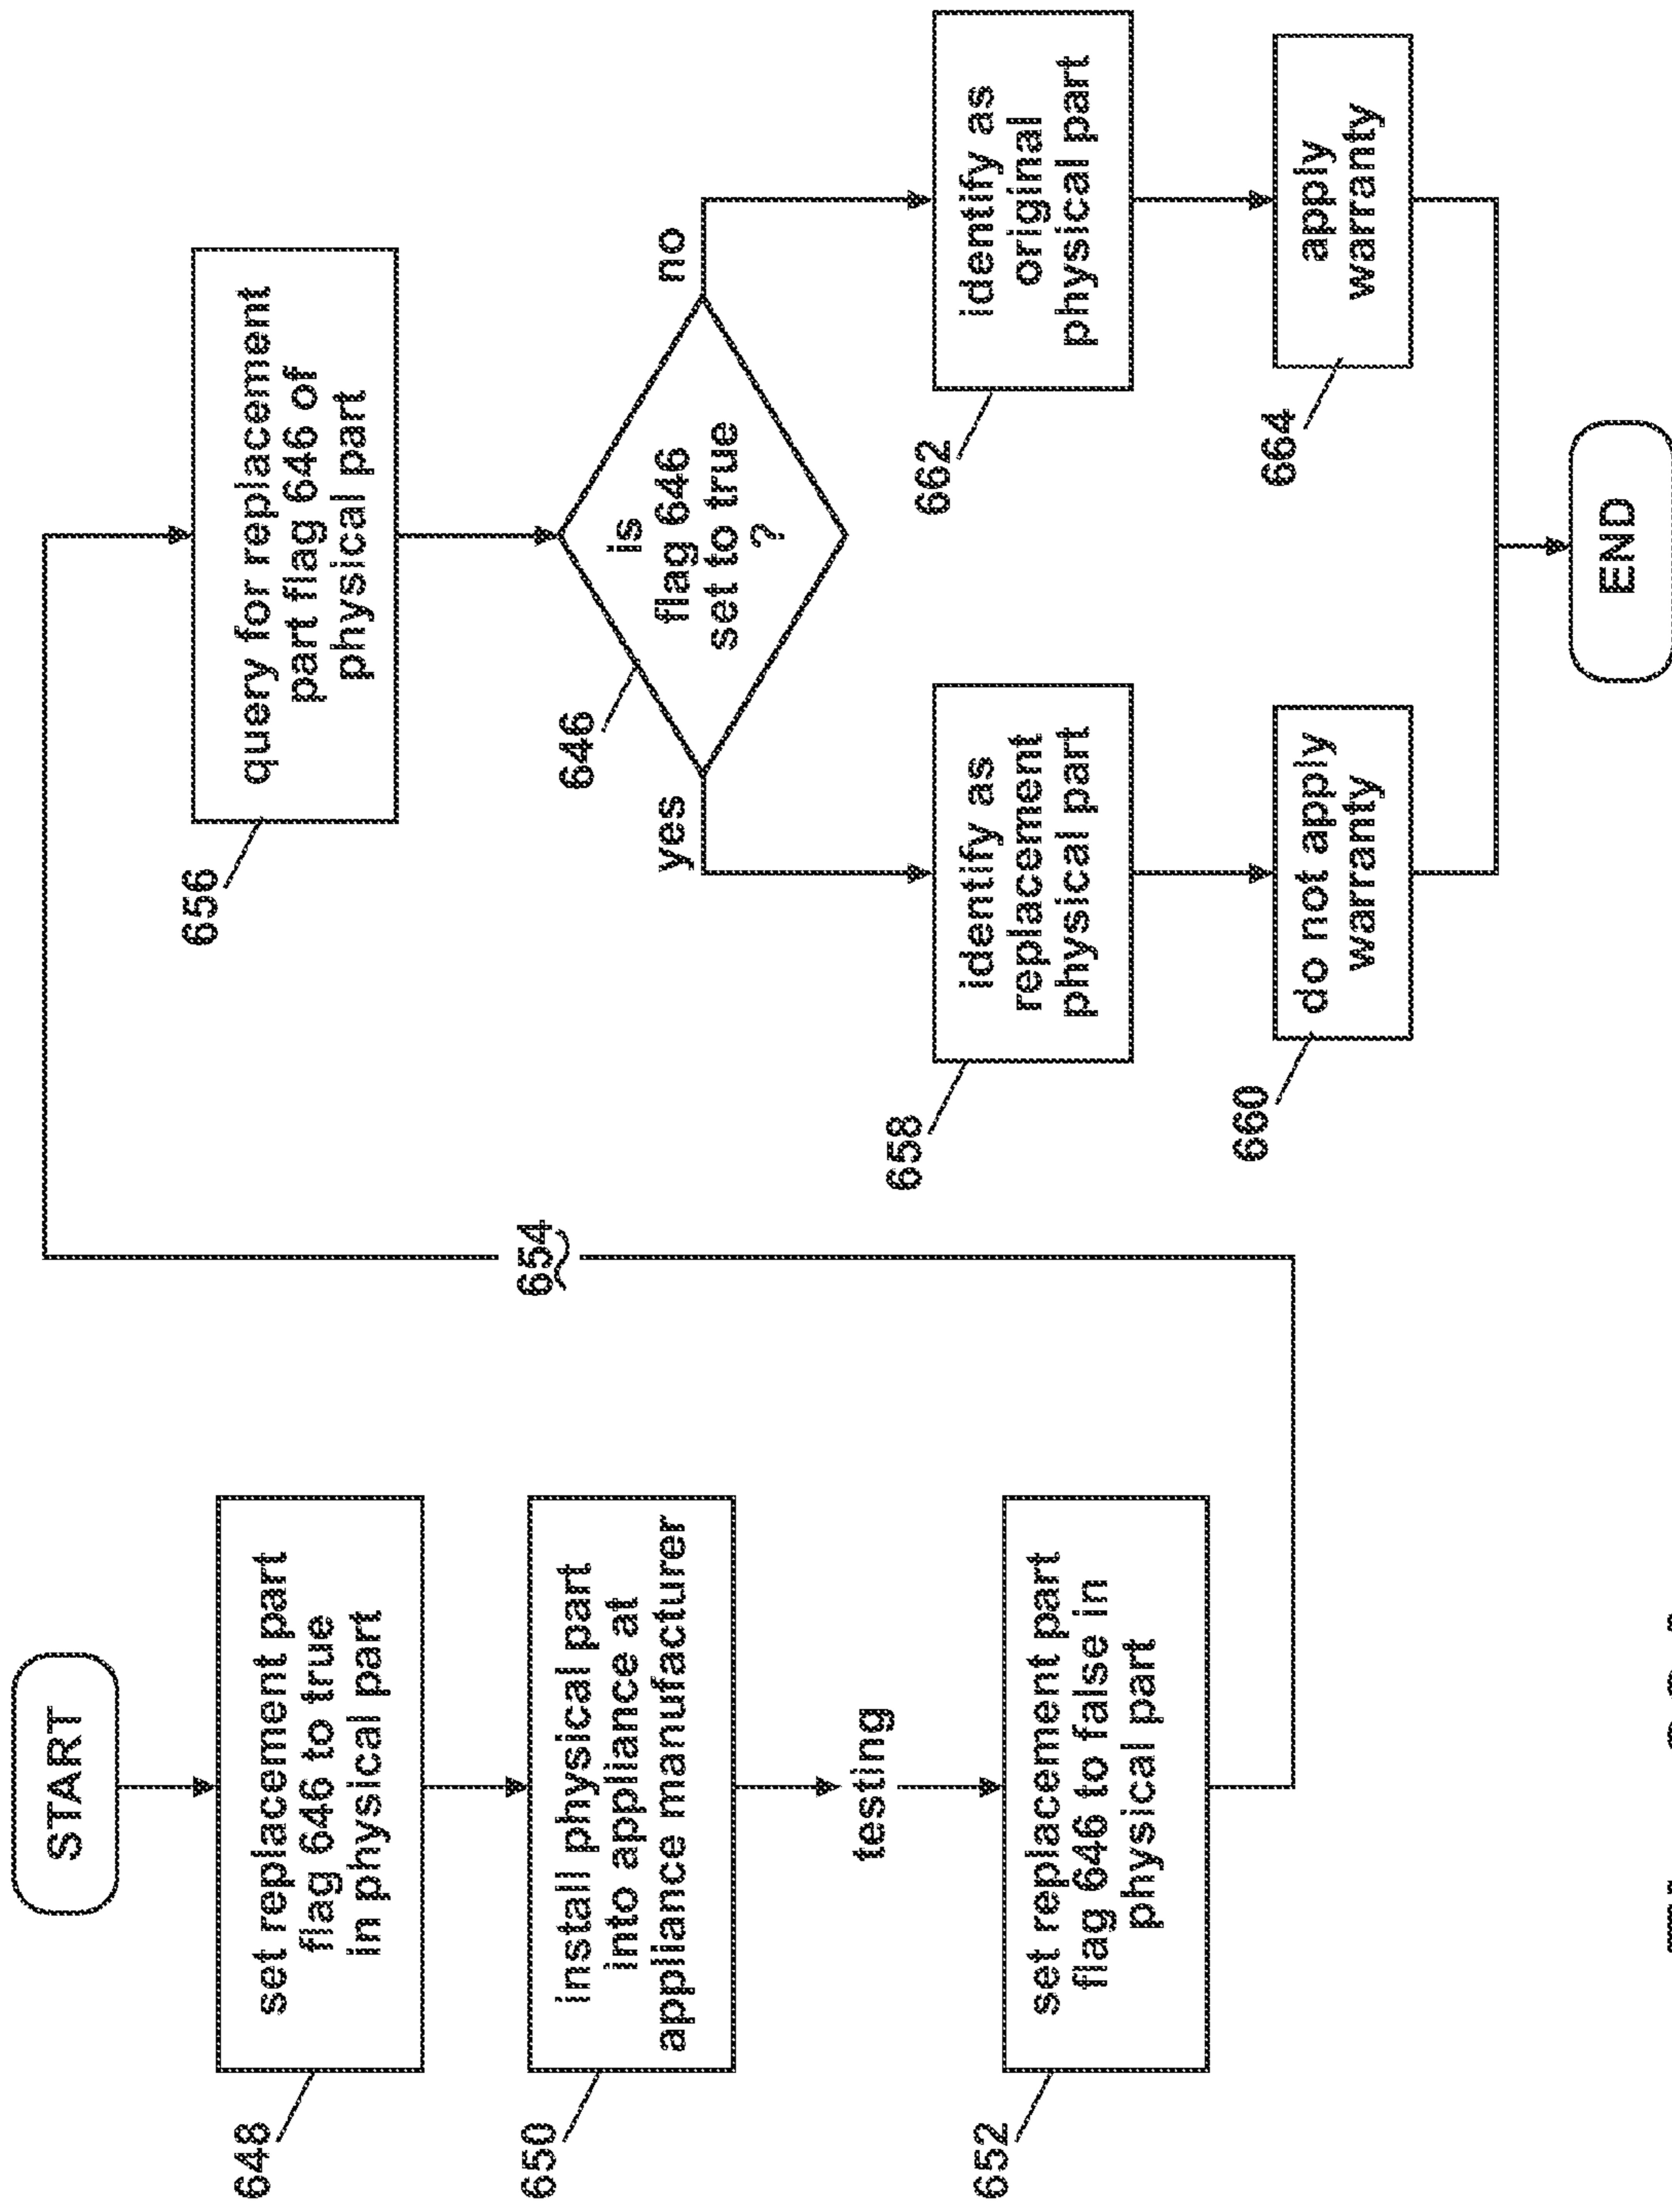 START
648
set replacement part
flag 646 to true
in physical part
650
install physical part
into appliance at
appliance manufacturer
testing
652
set replacement part
flag 646 to false in
physical part
654
656
query for replacement
part flag 646 of
physical part
646
is
flag 646
set to true
?
yes
no
658
identify as
replacement
physical part
660
do not apply
warranty
662
identify as
original
physical part
664
apply
warranty
END